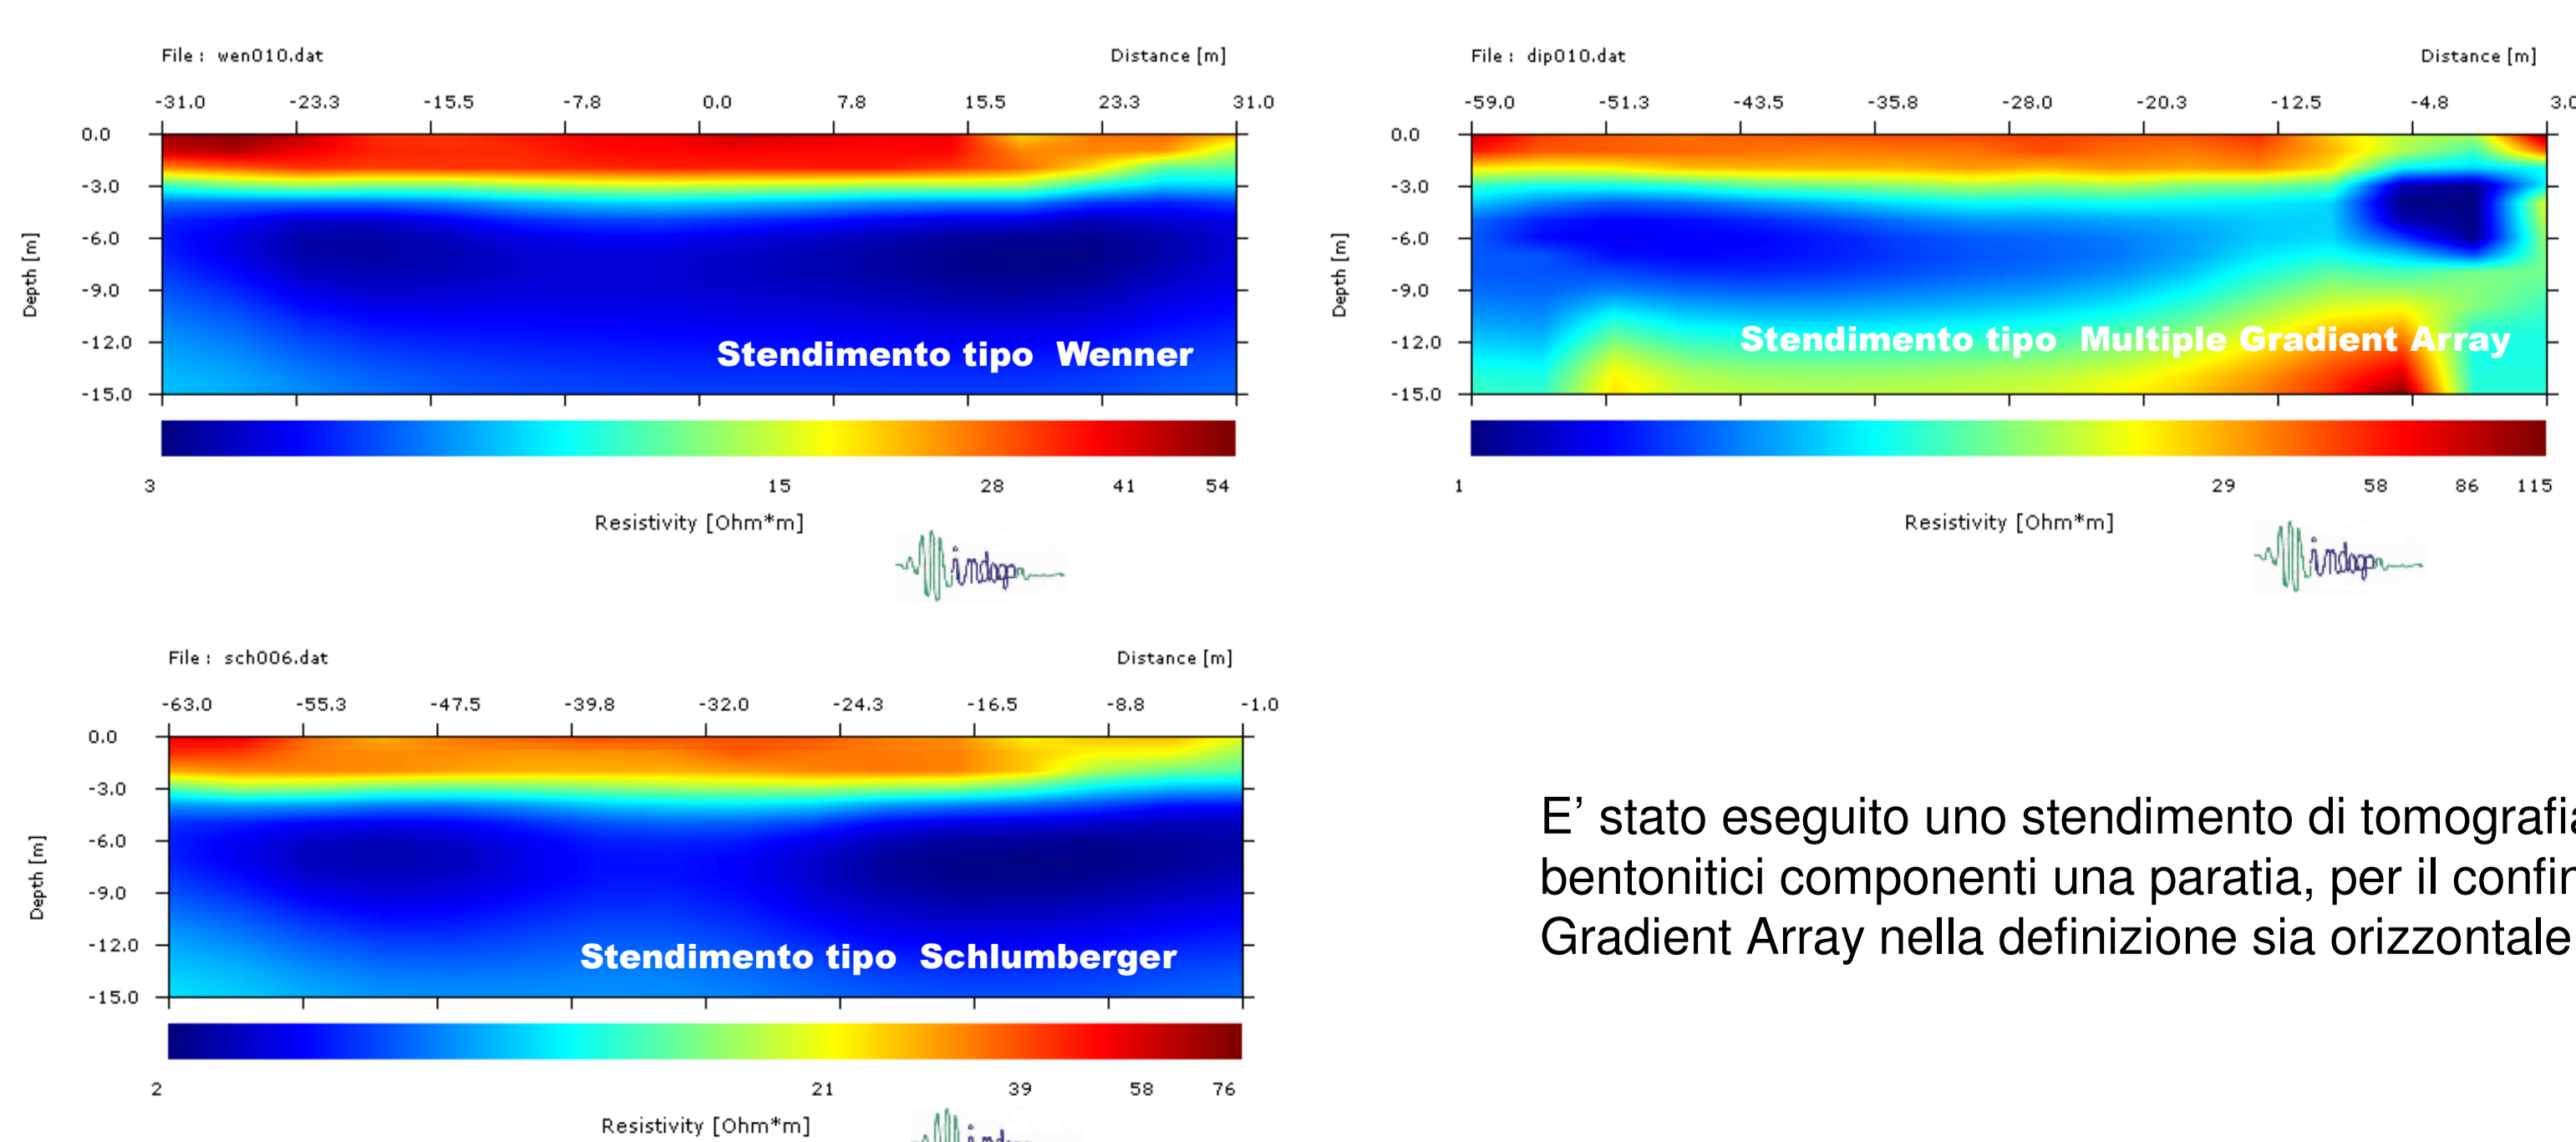 File : wen010.dat
Distance [m]
-31.0 -23.3 -15.5 -7.8 0.0 7.8 15.5 23.3 31.0
0.0
-3.0
-6.0
-9.0
-12.0
-15.0
Depth [m]
Stendimento tipo Wenner
3 15 28 41 54
Resistivity [Ohm*m]
indago
File : dip010.dat
Distance [m]
-59.0 -51.3 -43.5 -35.8 -28.0 -20.3 -12.5 -4.8 3.0
0.0
-3.0
-6.0
-9.0
-12.0
-15.0
Depth [m]
Stendimento tipo Multiple Gradient Array
1 29 58 86 115
Resistivity [Ohm*m]
indago
File : sch006.dat
Distance [m]
-63.0 -55.3 -47.5 -39.8 -32.0 -24.3 -16.5 -8.8 -1.0
0.0
-3.0
-6.0
-9.0
-12.0
-15.0
Depth [m]
Stendimento tipo Schlumberger
2 21 39 58 76
Resistivity [Ohm*m]
E’ stato eseguito uno stendimento di tomografia
bentonitici componenti una paratia, per il confin
Gradient Array nella definizione sia orizzontale